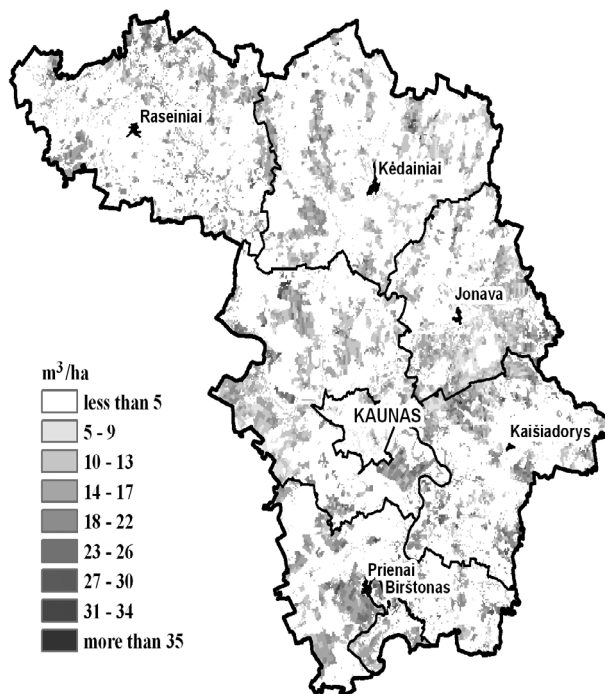 Raseiniai
Kėdainiai
Jonava
m³/ha
less than 5
5 - 9
10 - 13
14 - 17
18 - 22
23 - 26
27 - 30
31 - 34
more than 35
KAUNAS
Kaišiadorys
Prienai
Birštonas